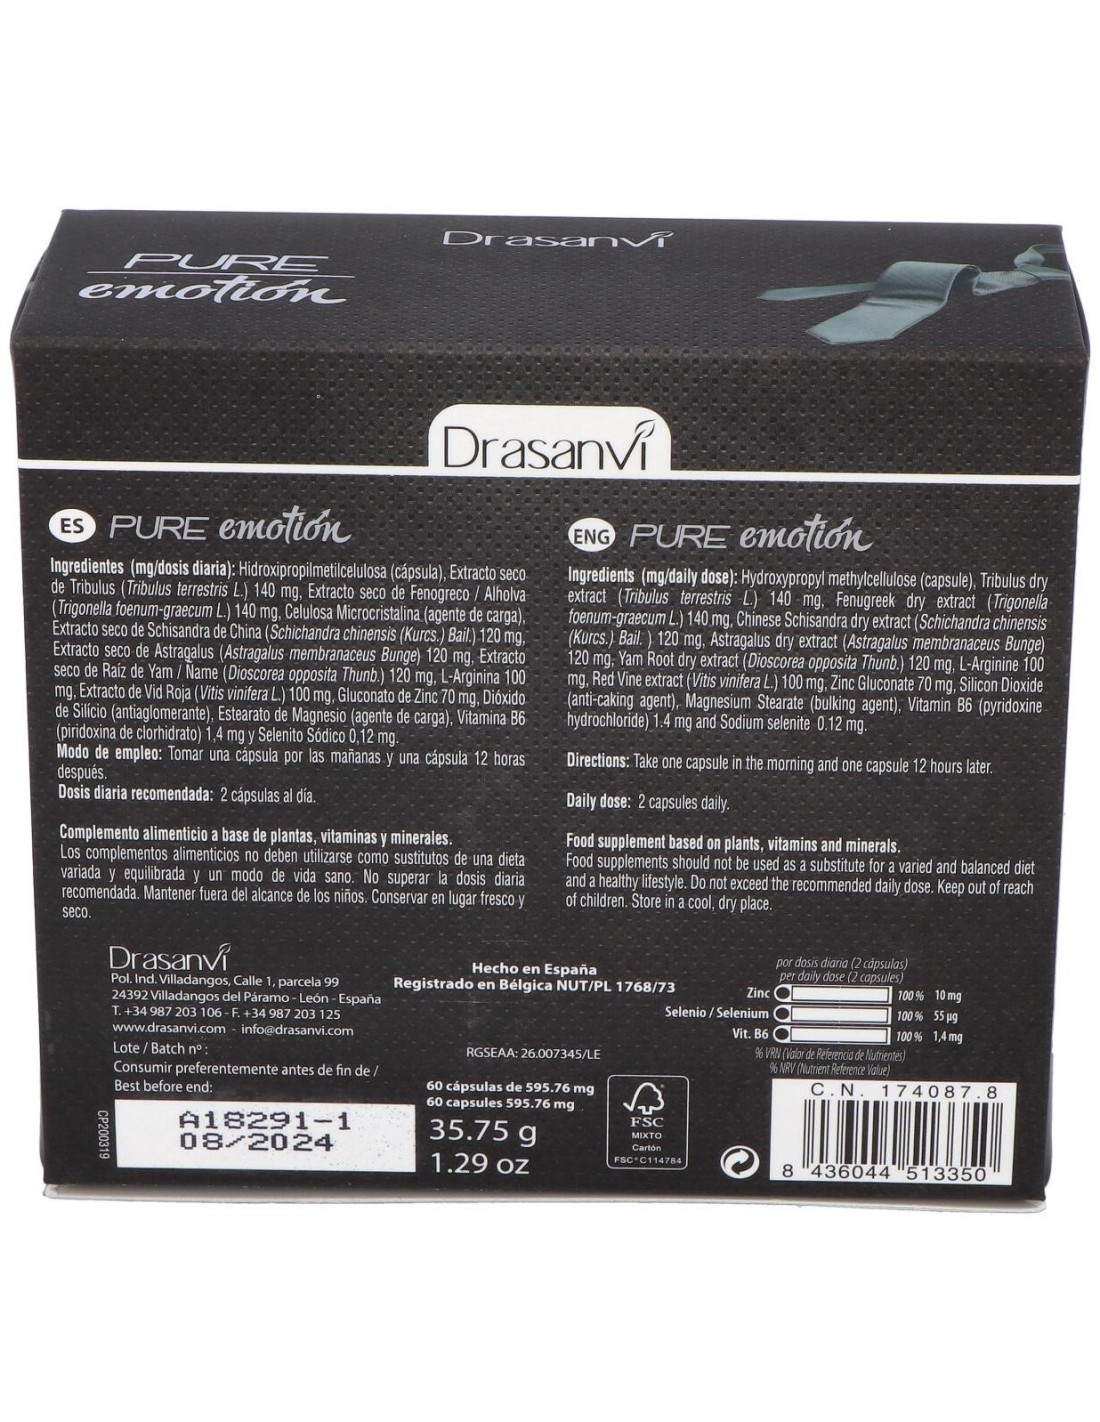 Drasanvi
PURE
emotión
Drasanvi
ES PURE emotión
Ingredientes (mg/dosis diaria): Hidroxipropilmetilcelulosa (cápsula), Extracto seco
de Tribulus (Tribulus terrestris L.) 140 mg, Extracto seco de Fenogreco / Alholva
(Trigonella foenum-graecum L.) 140 mg, Celulosa Microcristalina (agente de carga),
Extracto seco de Schisandra de China (Schichandra chinensis (Kurcs.) Bail.) 120 mg,
Extracto seco de Astragalus (Astragalus membranaceus Bunge) 120 mg, Extracto
seco de Raíz de Yam / Ñame (Dioscorea opposita Thunb.) 120 mg, L-Arginina 100
mg, Extracto de Vid Roja (Vitis vinifera L.) 100 mg, Gluconato de Zinc 70 mg, Dióxido
de Silício (antiaglomerante), Estearato de Magnesio (agente de carga), Vitamina B6
(piridoxina de clorhidrato) 1,4 mg y Selenito Sódico 0,12 mg.
Modo de empleo: Tomar una cápsula por las mañanas y una cápsula 12 horas
después.
Dosis diaria recomendada: 2 cápsulas al día.
Complemento alimenticio a base de plantas, vitaminas y minerales.
Los complementos alimenticios no deben utilizarse como sustitutos de una dieta
variada y equilibrada y un modo de vida sano. No superar la dosis diaria
recomendada. Mantener fuera del alcance de los niños. Conservar en lugar fresco y
seco.
ENG PURE emotión
Ingredients (mg/daily dose): Hydroxypropyl methylcellulose (capsule), Tribulus dry
extract (Tribulus terrestris L.) 140 mg, Fenugreek dry extract (Trigonella
foenum-graecum L.) 140 mg, Chinese Schisandra dry extract (Schichandra chinensis
(Kurcs.) Bail. ) 120 mg, Astragalus dry extract (Astragalus membranaceus Bunge)
120 mg, Yam Root dry extract (Dioscorea opposita Thunb.) 120 mg, L-Arginine 100
mg, Red Vine extract (Vitis vinifera L.) 100 mg, Zinc Gluconate 70 mg, Silicon Dioxide
(anti-caking agent), Magnesium Stearate (bulking agent), Vitamin B6 (pyridoxine
hydrochloride) 1.4 mg and Sodium selenite 0.12 mg.
Directions: Take one capsule in the morning and one capsule 12 hours later.
Daily dose: 2 capsules daily.
Food supplement based on plants, vitamins and minerals.
Food supplements should not be used as a substitute for a varied and balanced diet
and a healthy lifestyle. Do not exceed the recommended daily dose. Keep out of reach
of children. Store in a cool, dry place.
Drasanvi
Pol. Ind. Villadangos, Calle 1, parcela 99
24392 Villadangos del Páramo - León - España
T. +34 987 203 106 - F. +34 987 203 125
www.drasanvi.com - info@drasanvi.com
Lote / Batch nº :
Consumir preferentemente antes de fin de /
Best before end:
A18291-1
08/2024
CP200319
Hecho en España
Registrado en Bélgica NUT/PL 1768/73
RGSEAA: 26.007345/LE
60 cápsulas de 595.76 mg
60 capsules 595.76 mg
35.75 g
1.29 oz
FSC
MIXTO
Cartón
FSC® C114784
por dosis diaria (2 cápsulas)
per daily dose (2 capsules)
Zinc 100 % 10 mg
Selenio / Selenium 100 % 55 µg
Vit. B6 100 % 1,4 mg
% VRN (Valor de Referencia de Nutrientes)
% NRV (Nutrient Reference Value)
C.N. 174087.8
8 436044 513350